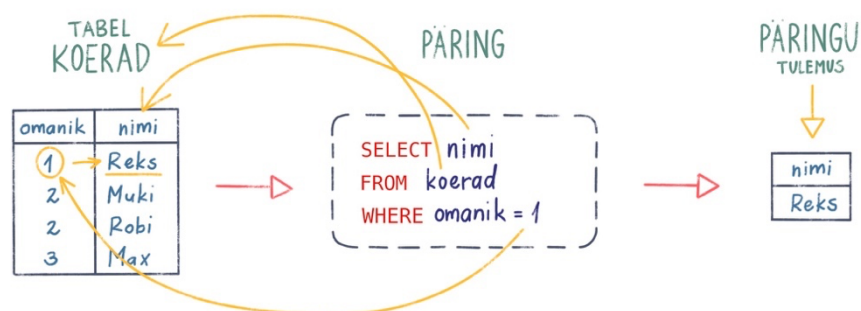 TABEL
KOERAD
omanik nimi
1 Reks
2 Muki
2 Robi
3 Max
PÄRING
SELECT nimi
FROM koerad
WHERE omanik = 1
PÄRINGU
TULEMUS
nimi
Reks